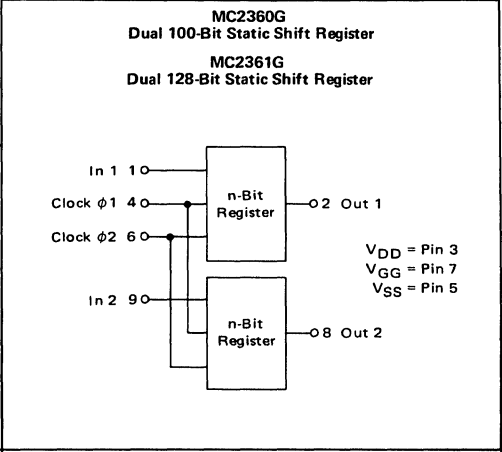 MC2360G
Dual 100-Bit Static Shift Register
MC2361G
Dual 128-Bit Static Shift Register
In 1 1
Clock ϕ1 4
Clock ϕ2 6
n-Bit
Register
2 Out 1
VDD = Pin 3
VGG = Pin 7
VSS = Pin 5
In 2 9
n-Bit
Register
8 Out 2